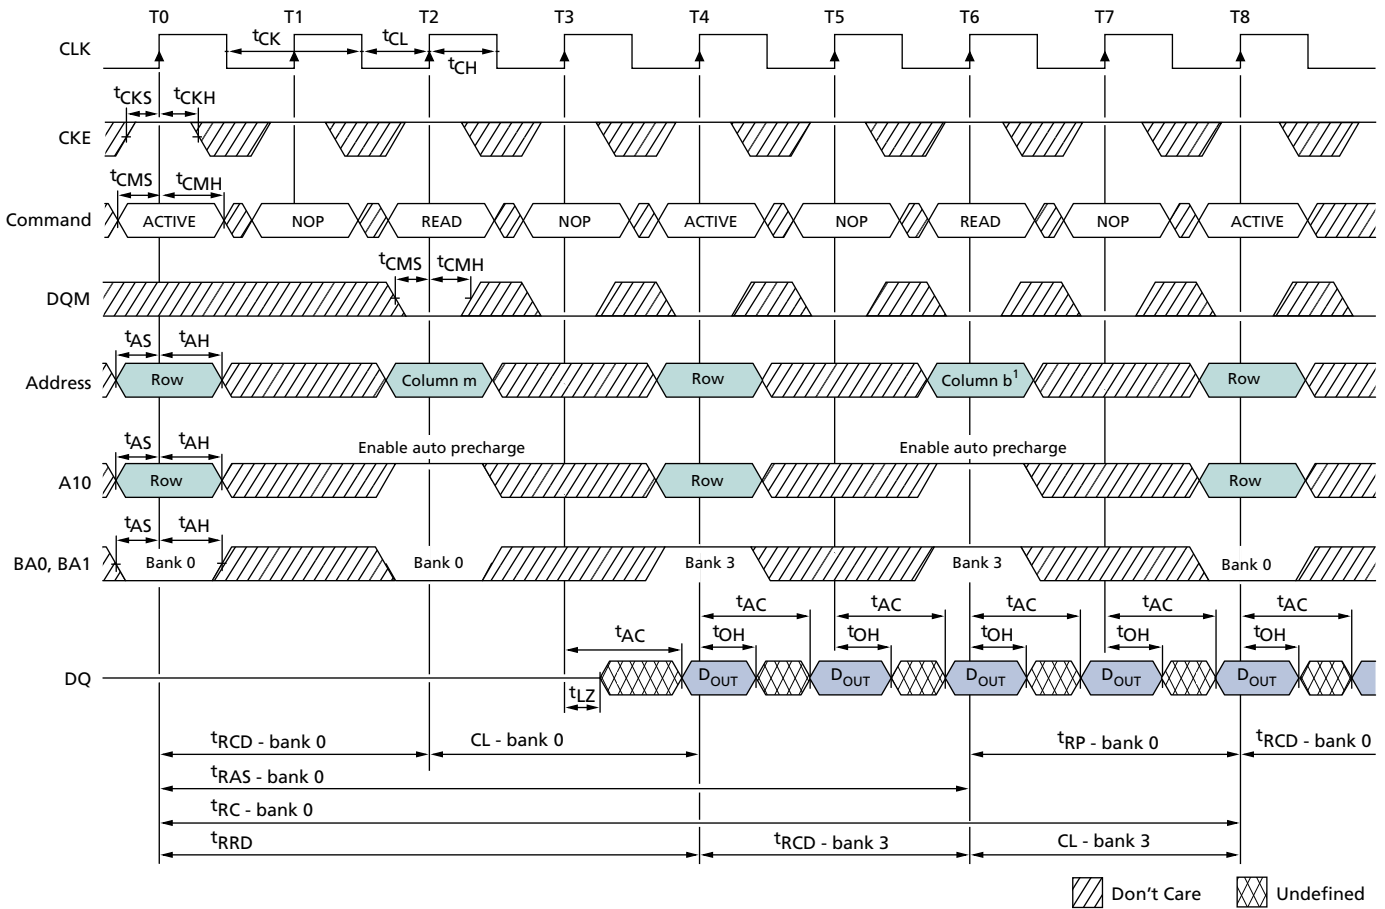 T0 T1 T2 T3 T4 T5 T6 T7 T8
CLK
tCK tCL
tCH
tCKS tCKH
CKE
tCMS tCMH
Command ACTIVE NOP READ NOP ACTIVE NOP READ NOP ACTIVE
tCMS tCMH
DQM
tAS tAH
Address Row Column m Row Column b1 Row
tAS tAH Enable auto precharge Enable auto precharge
A10 Row Row Row
tAS tAH
BA0, BA1 Bank 0 Bank 0 Bank 3 Bank 3 Bank 0
tAC tAC tAC tAC tAC
tAC tOH tOH tOH tOH tOH
DQ DOUT DOUT DOUT DOUT DOUT
tLZ
tRCD - bank 0 CL - bank 0 tRP - bank 0 tRCD - bank 0
tRAS - bank 0
tRC - bank 0
tRRD tRCD - bank 3 CL - bank 3
Don't Care Undefined